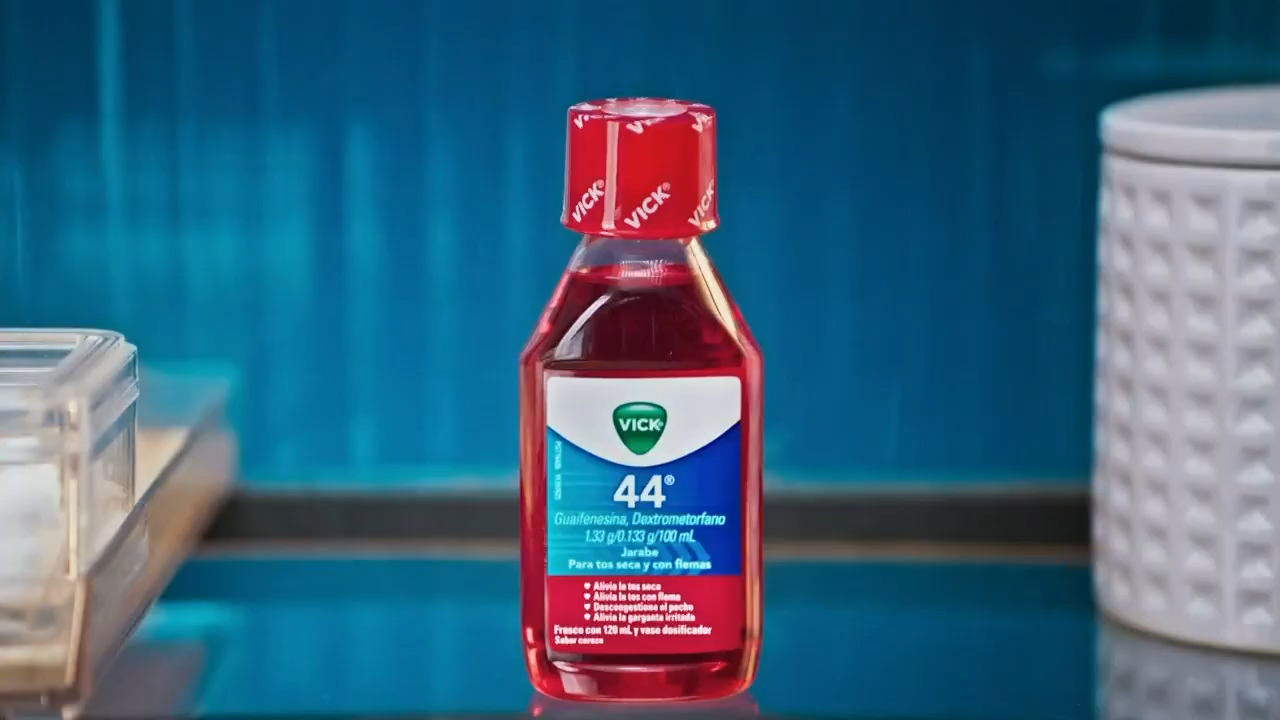 VICK®
VICK®
VICK®
VICK®
44®
Guaifenesina, Dextrometorfano
1.33 g/0.133 g/100 mL
Jarabe
Para tos seca y con flemas
Alivia la tos seca
Alivia la tos con flema
Descongestiona el pecho
Alivia la garganta irritada
Frasco con 120 mL y vaso dosificador
Sabor cereza